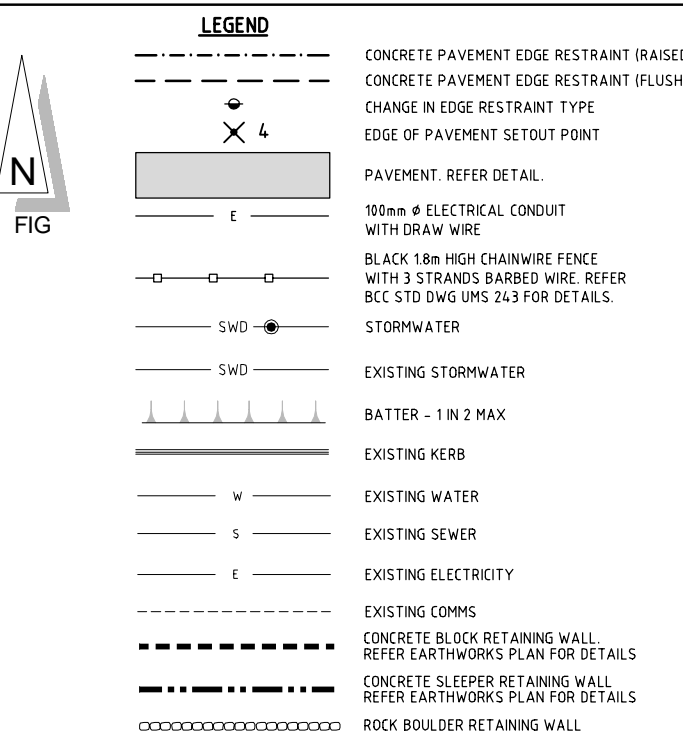 LEGEND
CONCRETE PAVEMENT EDGE RESTRAINT (RAISED
CONCRETE PAVEMENT EDGE RESTRAINT (FLUSH
CHANGE IN EDGE RESTRAINT TYPE
4 EDGE OF PAVEMENT SETOUT POINT
N
FIG
PAVEMENT. REFER DETAIL.
E 100mm Ø ELECTRICAL CONDUIT
WITH DRAW WIRE
BLACK 1.8m HIGH CHAINWIRE FENCE
WITH 3 STRANDS BARBED WIRE. REFER
BCC STD DWG UMS 243 FOR DETAILS.
SWD STORMWATER
SWD EXISTING STORMWATER
BATTER - 1 IN 2 MAX
EXISTING KERB
W EXISTING WATER
S EXISTING SEWER
E EXISTING ELECTRICITY
EXISTING COMMS
CONCRETE BLOCK RETAINING WALL.
REFER EARTHWORKS PLAN FOR DETAILS
CONCRETE SLEEPER RETAINING WALL
REFER EARTHWORKS PLAN FOR DETAILS
ROCK BOULDER RETAINING WALL